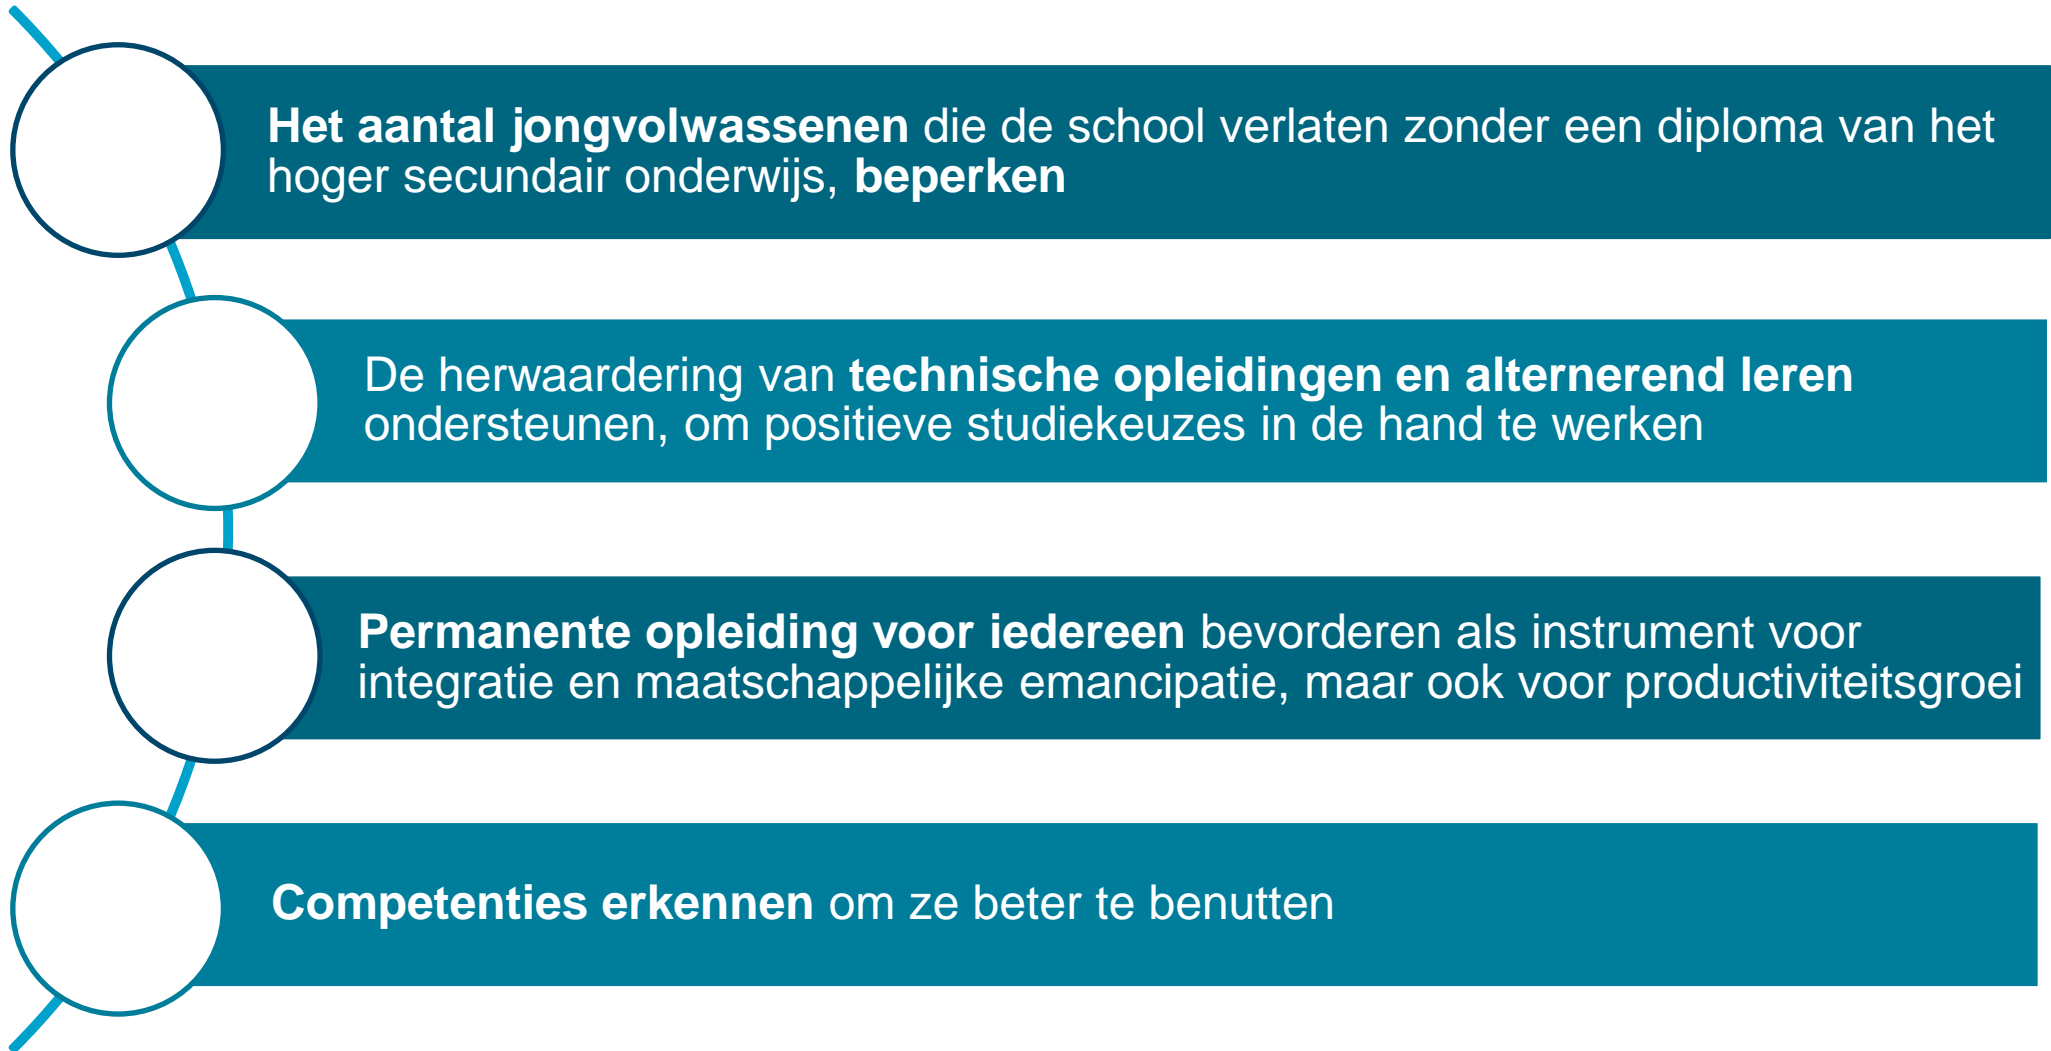 Het aantal jongvolwassenen die de school verlaten zonder een diploma van het
hoger secundair onderwijs, beperken
De herwaardering van technische opleidingen en alternerend leren
ondersteunen, om positieve studiekeuzes in de hand te werken
Permanente opleiding voor iedereen bevorderen als instrument voor
integratie en maatschappelijke emancipatie, maar ook voor productiviteitsgroei
Competenties erkennen om ze beter te benutten